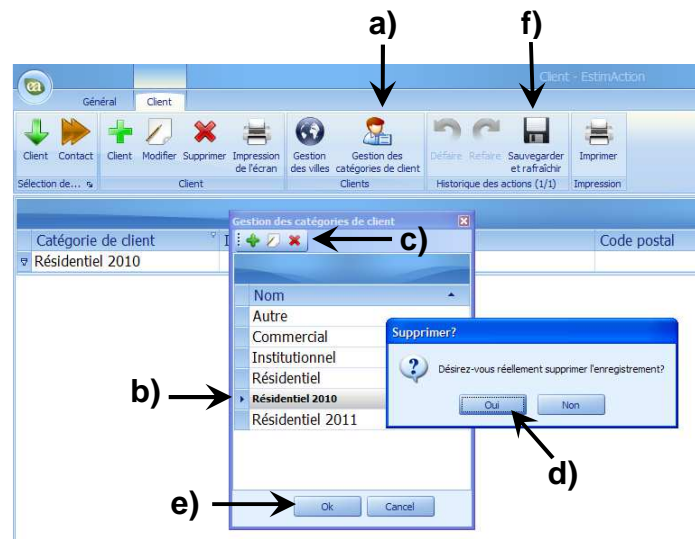 a) f)
Client - EstimAction
ea
Général Client
Client Contact Client Modifier Supprimer Impression de l'écran Gestion des villes Gestion des catégories de client Défaire Refaire Sauvegarder et rafraîchir Imprimer
Sélection de... Client Clients Historique des actions (1/1) Impression
Gestion des catégories de client
c)
Catégorie de client Code postal
Résidentiel 2010
Nom
Autre
Commercial
Institutionnel
Résidentiel
b) Résidentiel 2010
Résidentiel 2011
Supprimer?
Désirez-vous réellement supprimer l'enregistrement?
Oui Non
d)
e) Ok Cancel